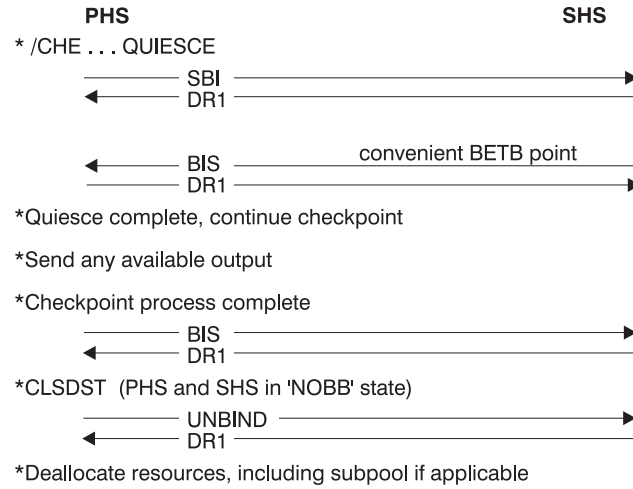 PHS SHS
* /CHE . . . QUIESCE
SBI
DR1
convenient BETB point
BIS
DR1
*Quiesce complete, continue checkpoint
*Send any available output
*Checkpoint process complete
BIS
DR1
*CLSDST (PHS and SHS in 'NOBB' state)
UNBIND
DR1
*Deallocate resources, including subpool if applicable